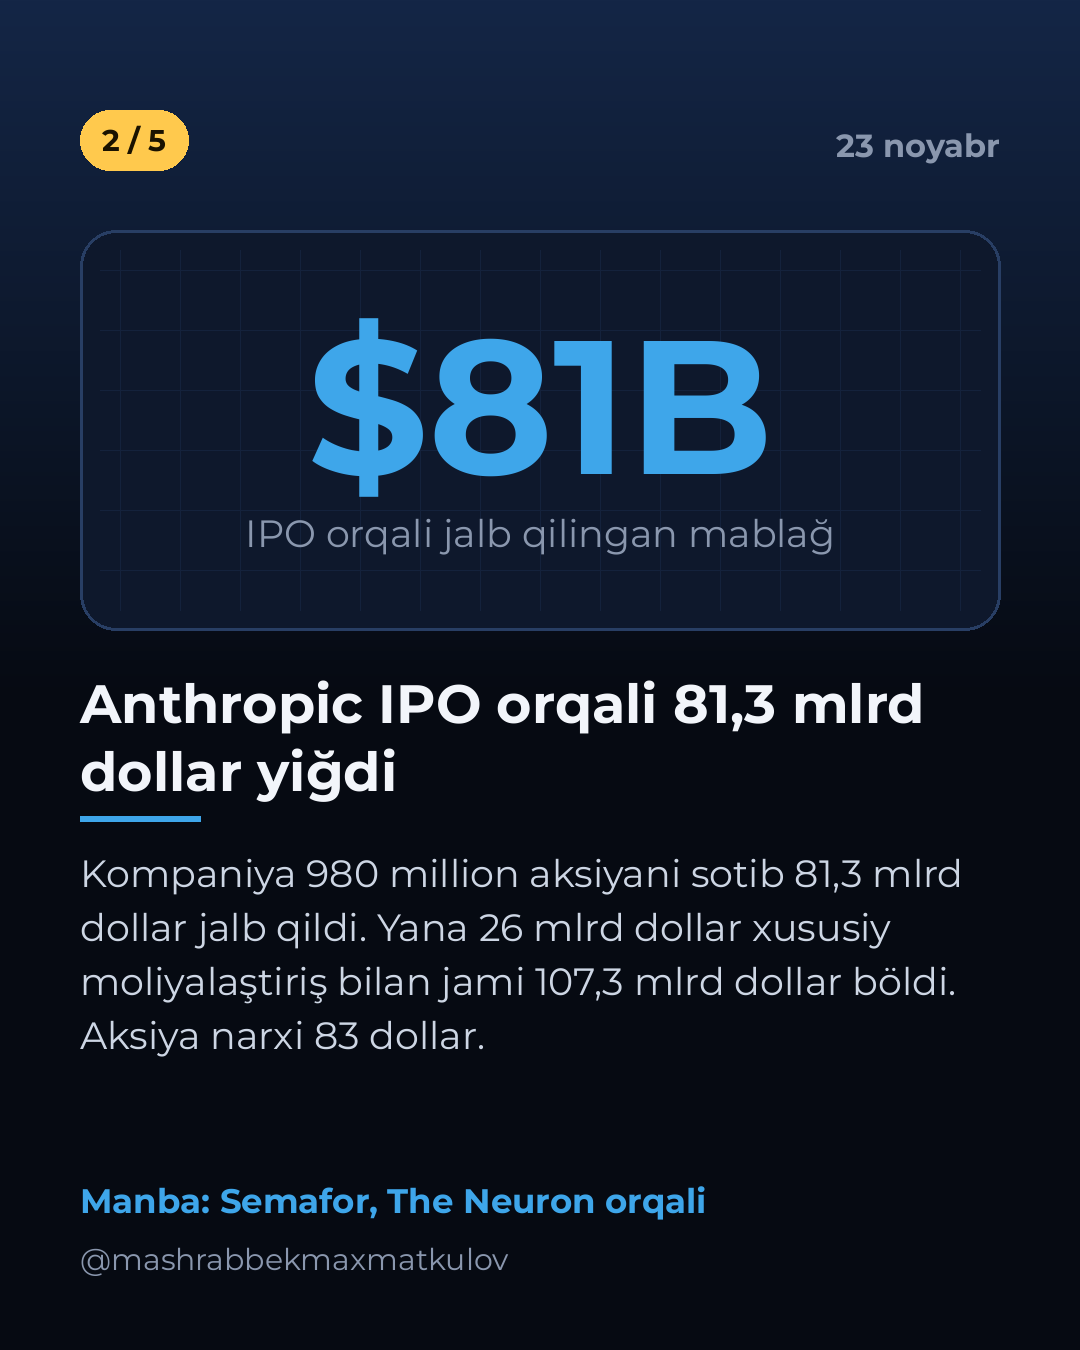 2 / 5
23 noyabr
$81B
IPO orqali jalb qilingan mablağ
Anthropic IPO orqali 81,3 mlrd
dollar yiğdi
Kompaniya 980 million aksiyani sotib 81,3 mlrd
dollar jalb qildi. Yana 26 mlrd dollar xususiy
moliyalaştiriş bilan jami 107,3 mlrd dollar böldi.
Aksiya narxi 83 dollar.
Manba: Semafor, The Neuron orqali
@mashrabbekmaxmatkulov